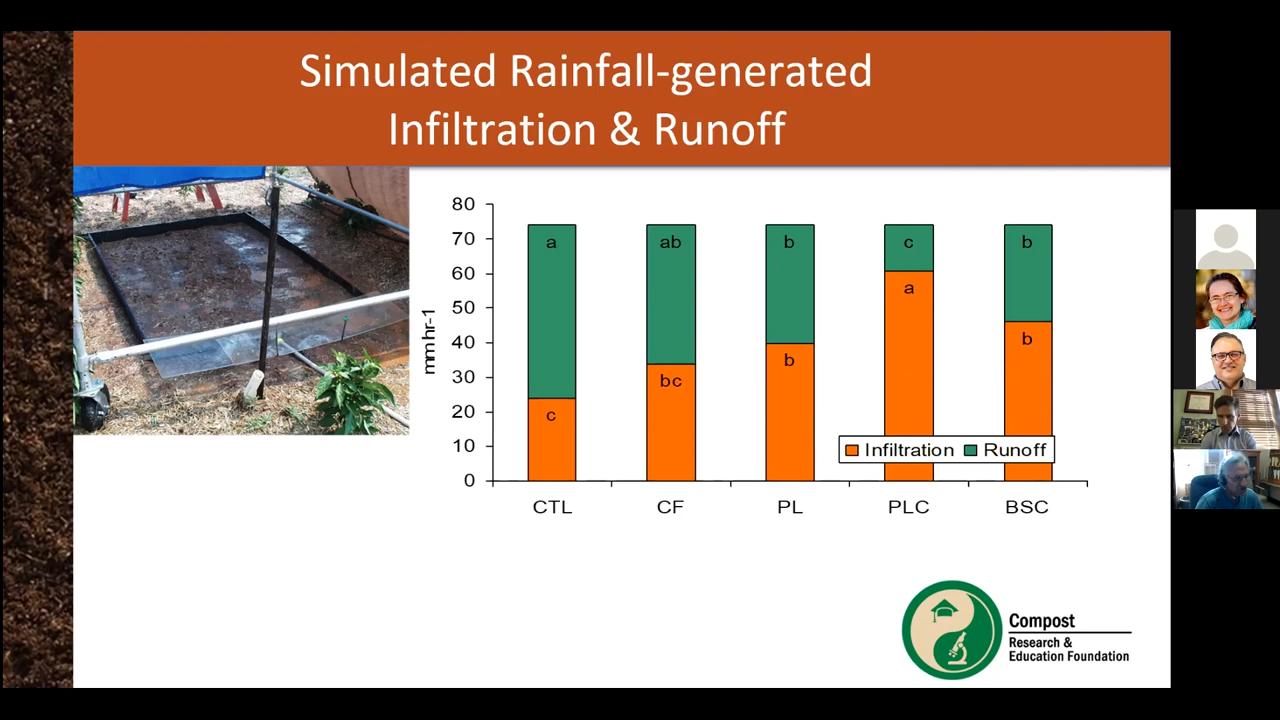 Simulated Rainfall-generated
Infiltration & Runoff
80
70
60
50
40
30
20
10
0
mm hr-1
a
ab
b
c
b
c
bc
b
a
b
Infiltration
Runoff
CTL
CF
PL
PLC
BSC
Compost
Research &
Education Foundation